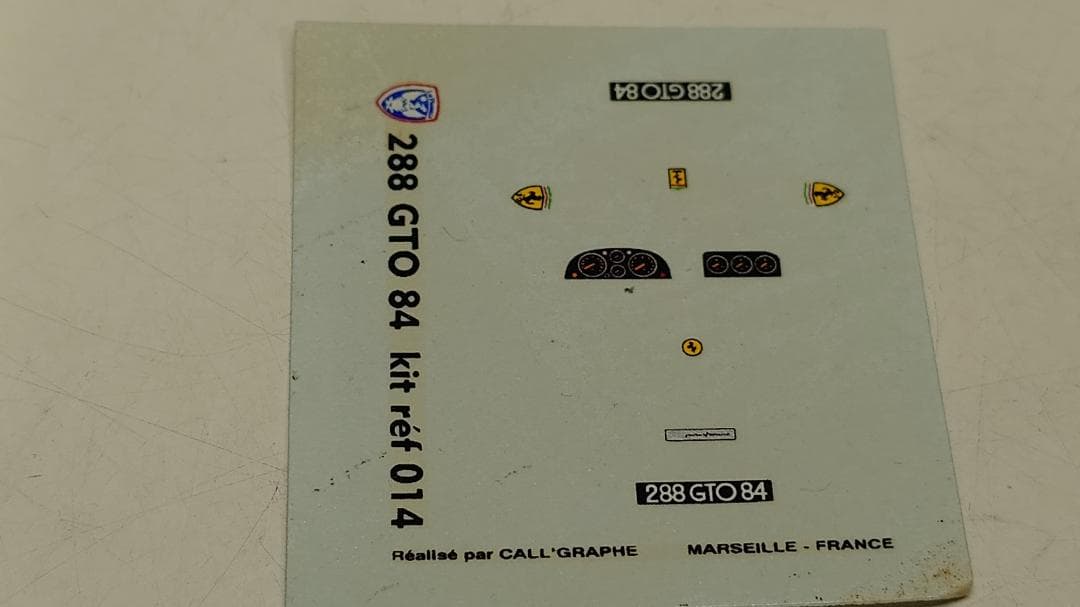 288 GTO 84
288 GTO 84 kit réf 014
288 GTO 84
Réalisé par CALL'GRAPHE MARSEILLE - FRANCE